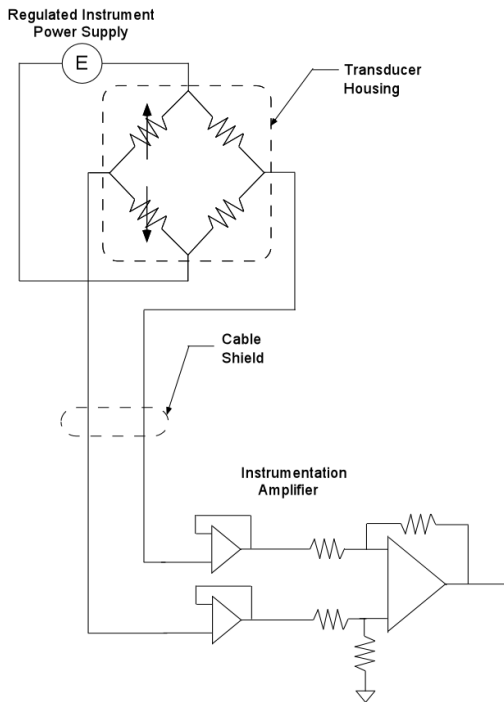 Regulated Instrument
Power Supply
E
Transducer
Housing
Cable
Shield
Instrumentation
Amplifier